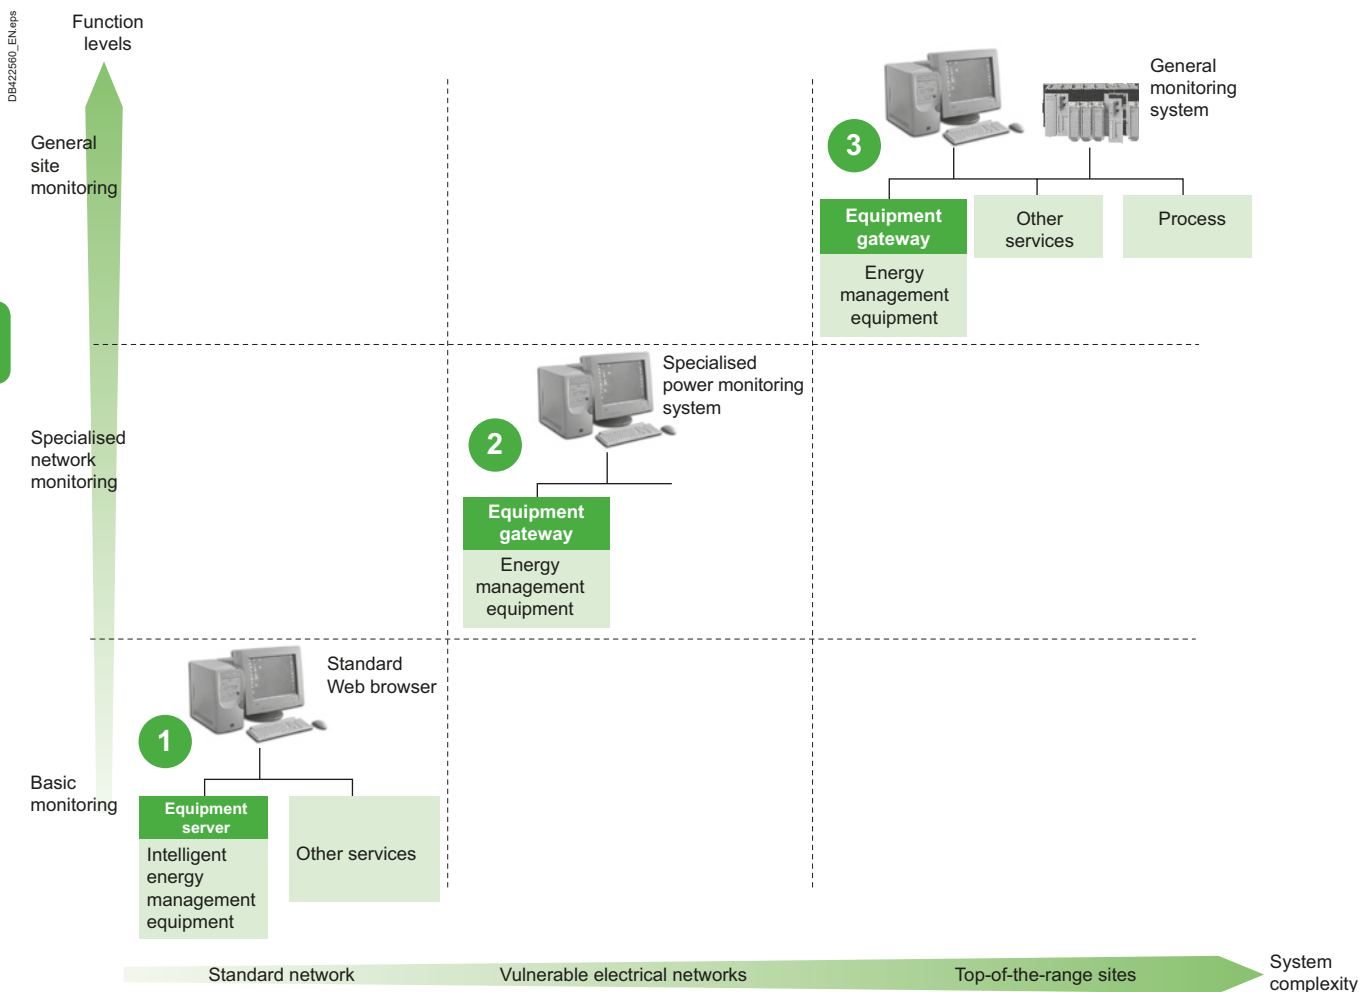 DB422560_EN.eps
Function
levels
General
site
monitoring
3
General
monitoring
system
Equipment
gateway
Energy
management
equipment
Other
services
Process
Specialised
network
monitoring
2
Specialised
power monitoring
system
Equipment
gateway
Energy
management
equipment
Basic
monitoring
1
Standard
Web browser
Equipment
server
Intelligent
energy
management
equipment
Other services
Standard network
Vulnerable electrical networks
Top-of-the-range sites
System
complexity